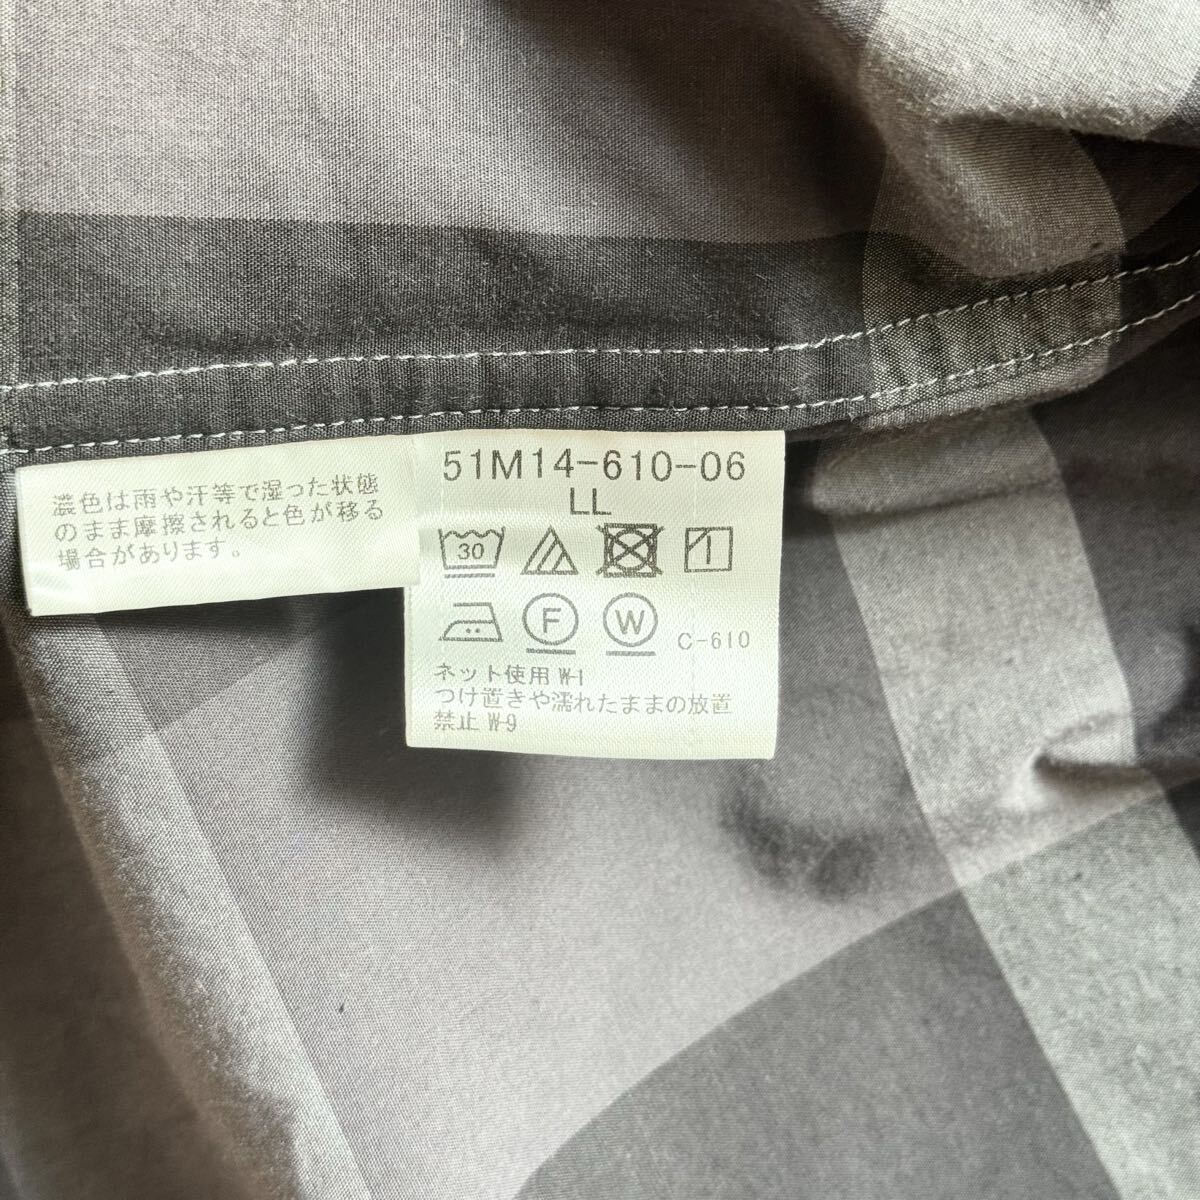 濃色は雨や汗等で湿った状態
のまま摩擦されると色が移る
場合があります。
51M14-610-06
LL
30
F W C-610
ネット使用 W-1
つけ置きや濡れたままの放置
禁止 W-9